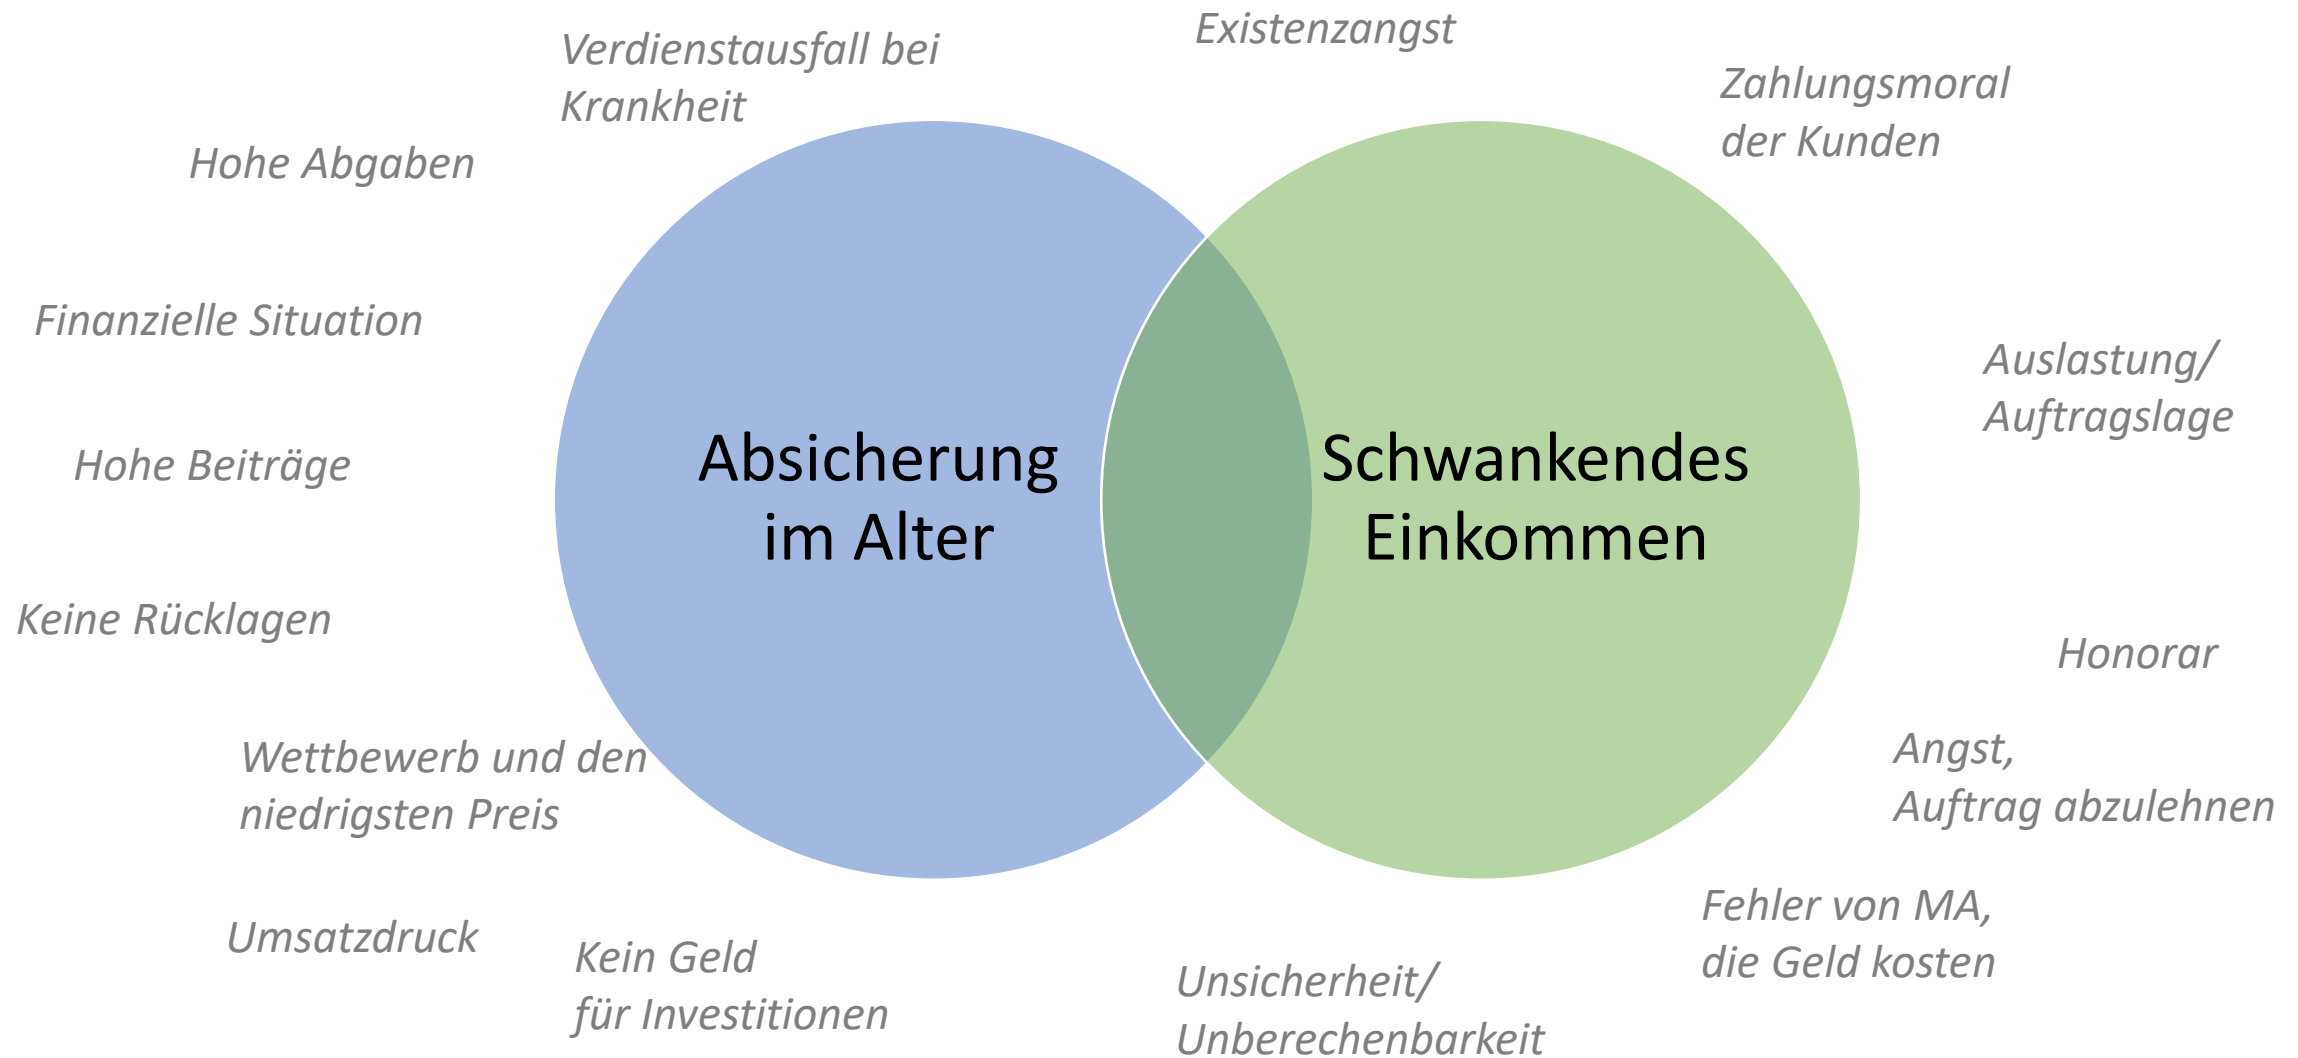 Existenzangst
Verdienstausfall bei
Krankheit
Zahlungsmoral
der Kunden
Hohe Abgaben
Finanzielle Situation
Auslastung/
Auftragslage
Hohe Beiträge
Absicherung
im Alter
Schwankendes
Einkommen
Keine Rücklagen
Honorar
Wettbewerb und den
niedrigsten Preis
Angst,
Auftrag abzulehnen
Umsatzdruck
Kein Geld
für Investitionen
Fehler von MA,
die Geld kosten
Unsicherheit/
Unberechenbarkeit